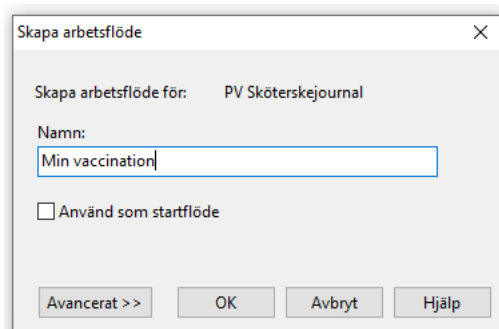 Skapa arbetsflöde
Skapa arbetsflöde för: PV Sköterskejournal
Namn:
Min vaccination
Använd som startflöde
Avancerat >> OK Avbryt Hjälp